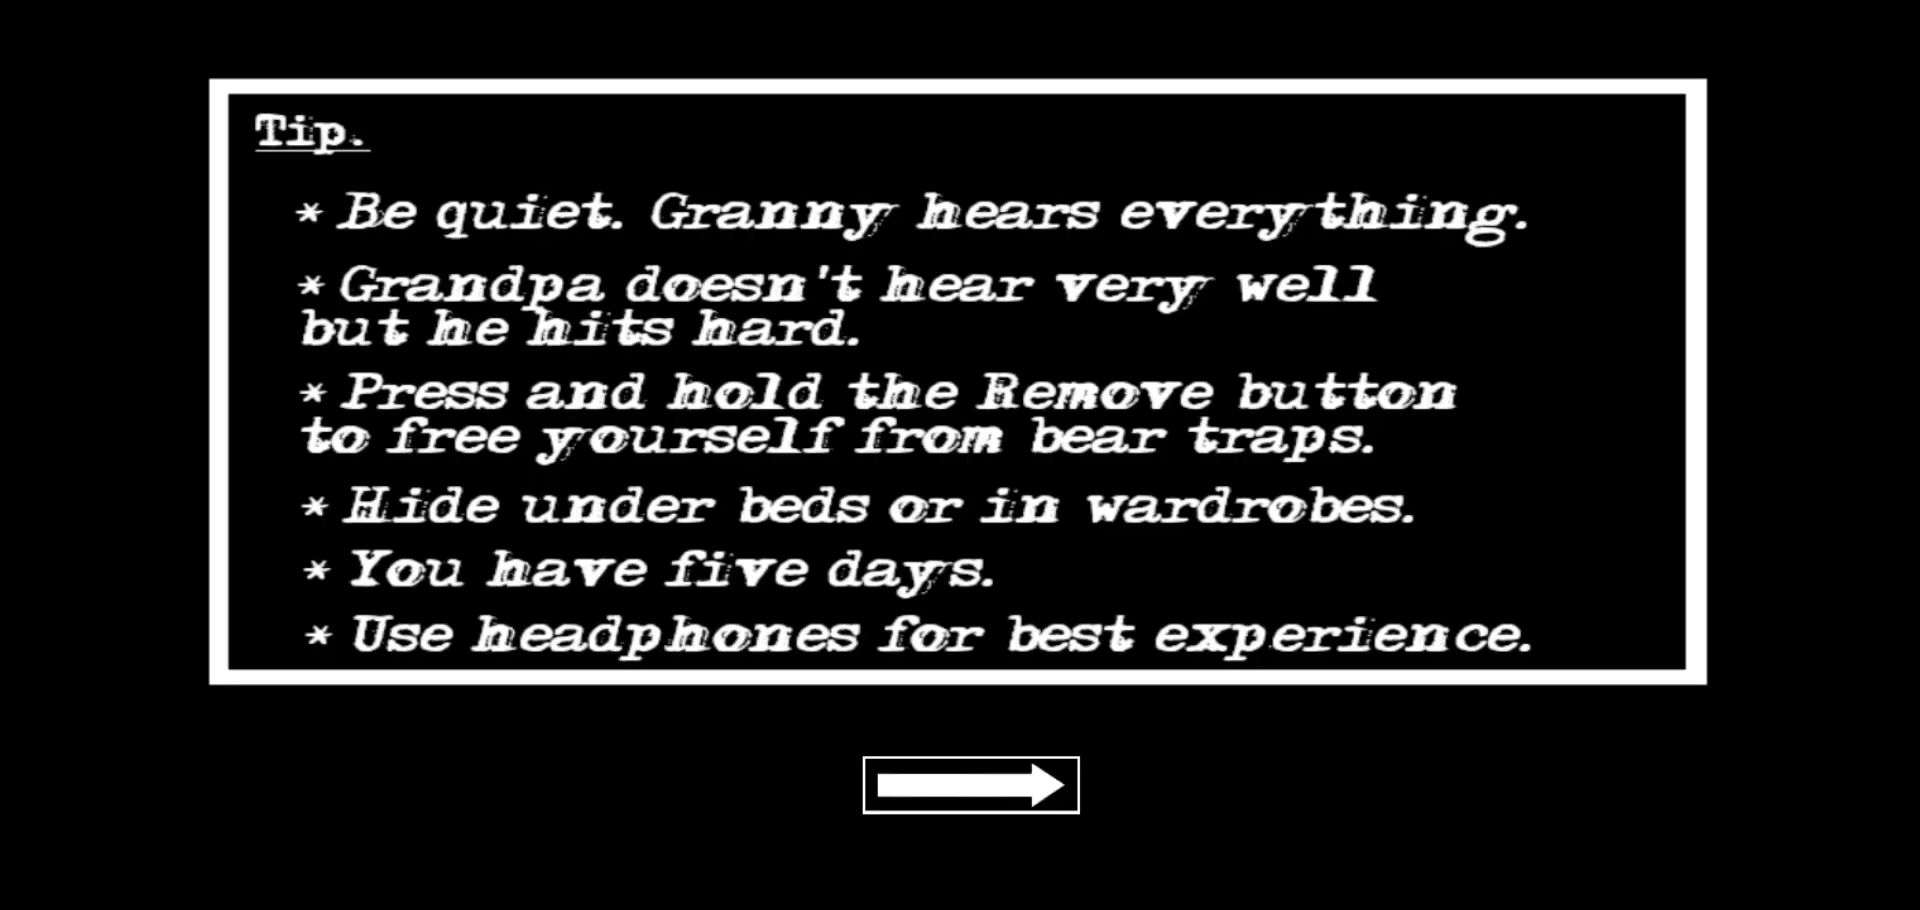 Tip.
* Be quiet. Granny hears everything.
* Grandpa doesn't hear very well
but he hits hard.
* Press and hold the Remove button
to free yourself from bear traps.
* Hide under beds or in wardrobes.
* You have five days.
* Use headphones for best experience.